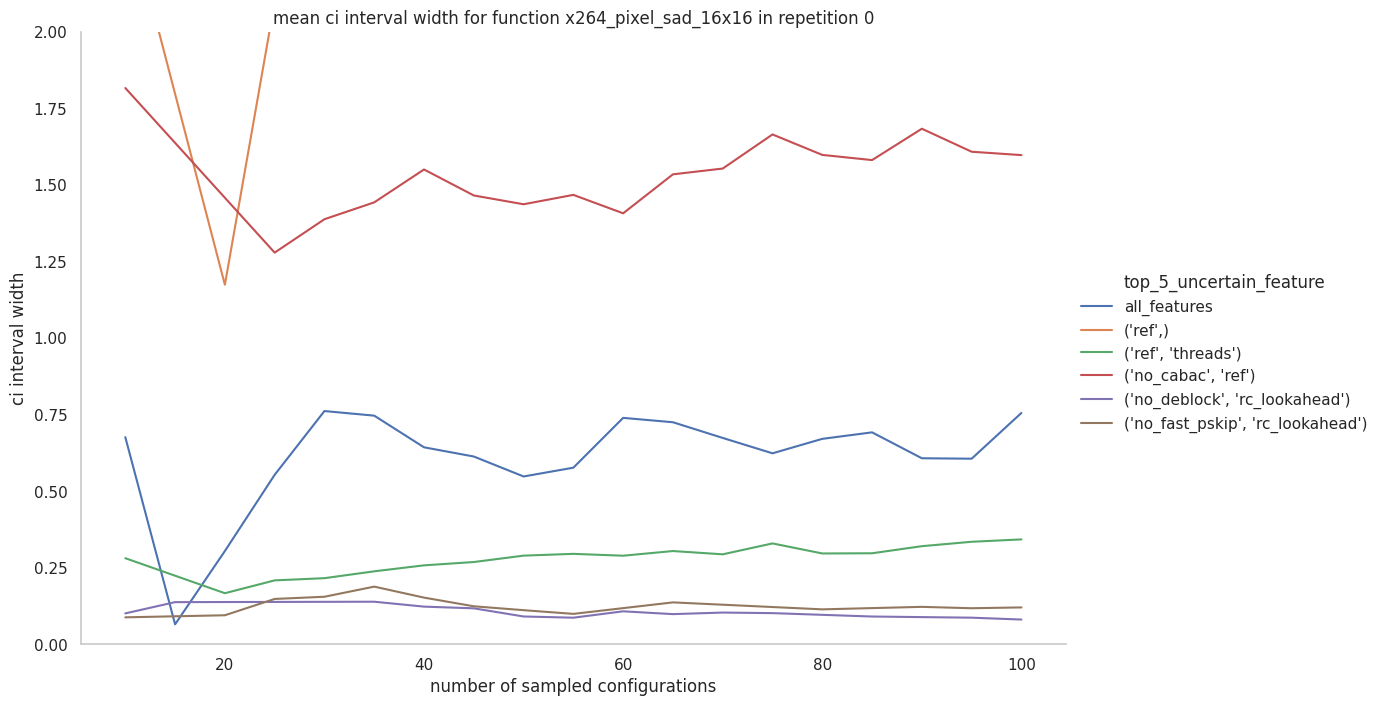 mean ci interval width for function x264_pixel_sad_16x16 in repetition 0
2.00
1.75
1.50
1.25
1.00
0.75
0.50
0.25
0.00
ci interval width
20
40
60
80
100
number of sampled configurations
top_5_uncertain_feature
all_features
('ref',)
('ref', 'threads')
('no_cabac', 'ref')
('no_deblock', 'rc_lookahead')
('no_fast_pskip', 'rc_lookahead')